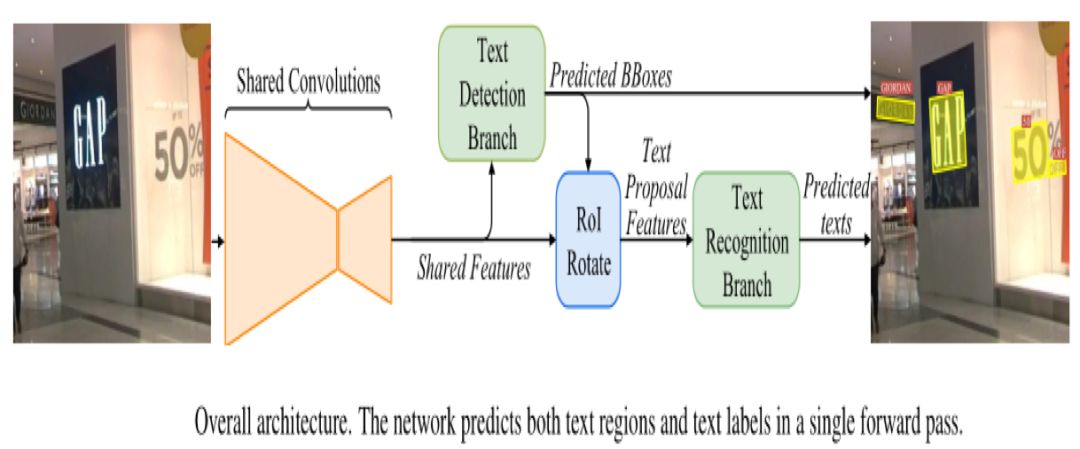 GIORDAN
GAP
50%
OFF
Shared Convolutions
Text
Detection
Branch
Predicted BBoxes
Shared Features
RoI
Rotate
Text
Proposal
Features
Text
Recognition
Branch
Predicted
texts
GIORDAN
GAP
GAP
50
50%
OFF
Overall architecture. The network predicts both text regions and text labels in a single forward pass.